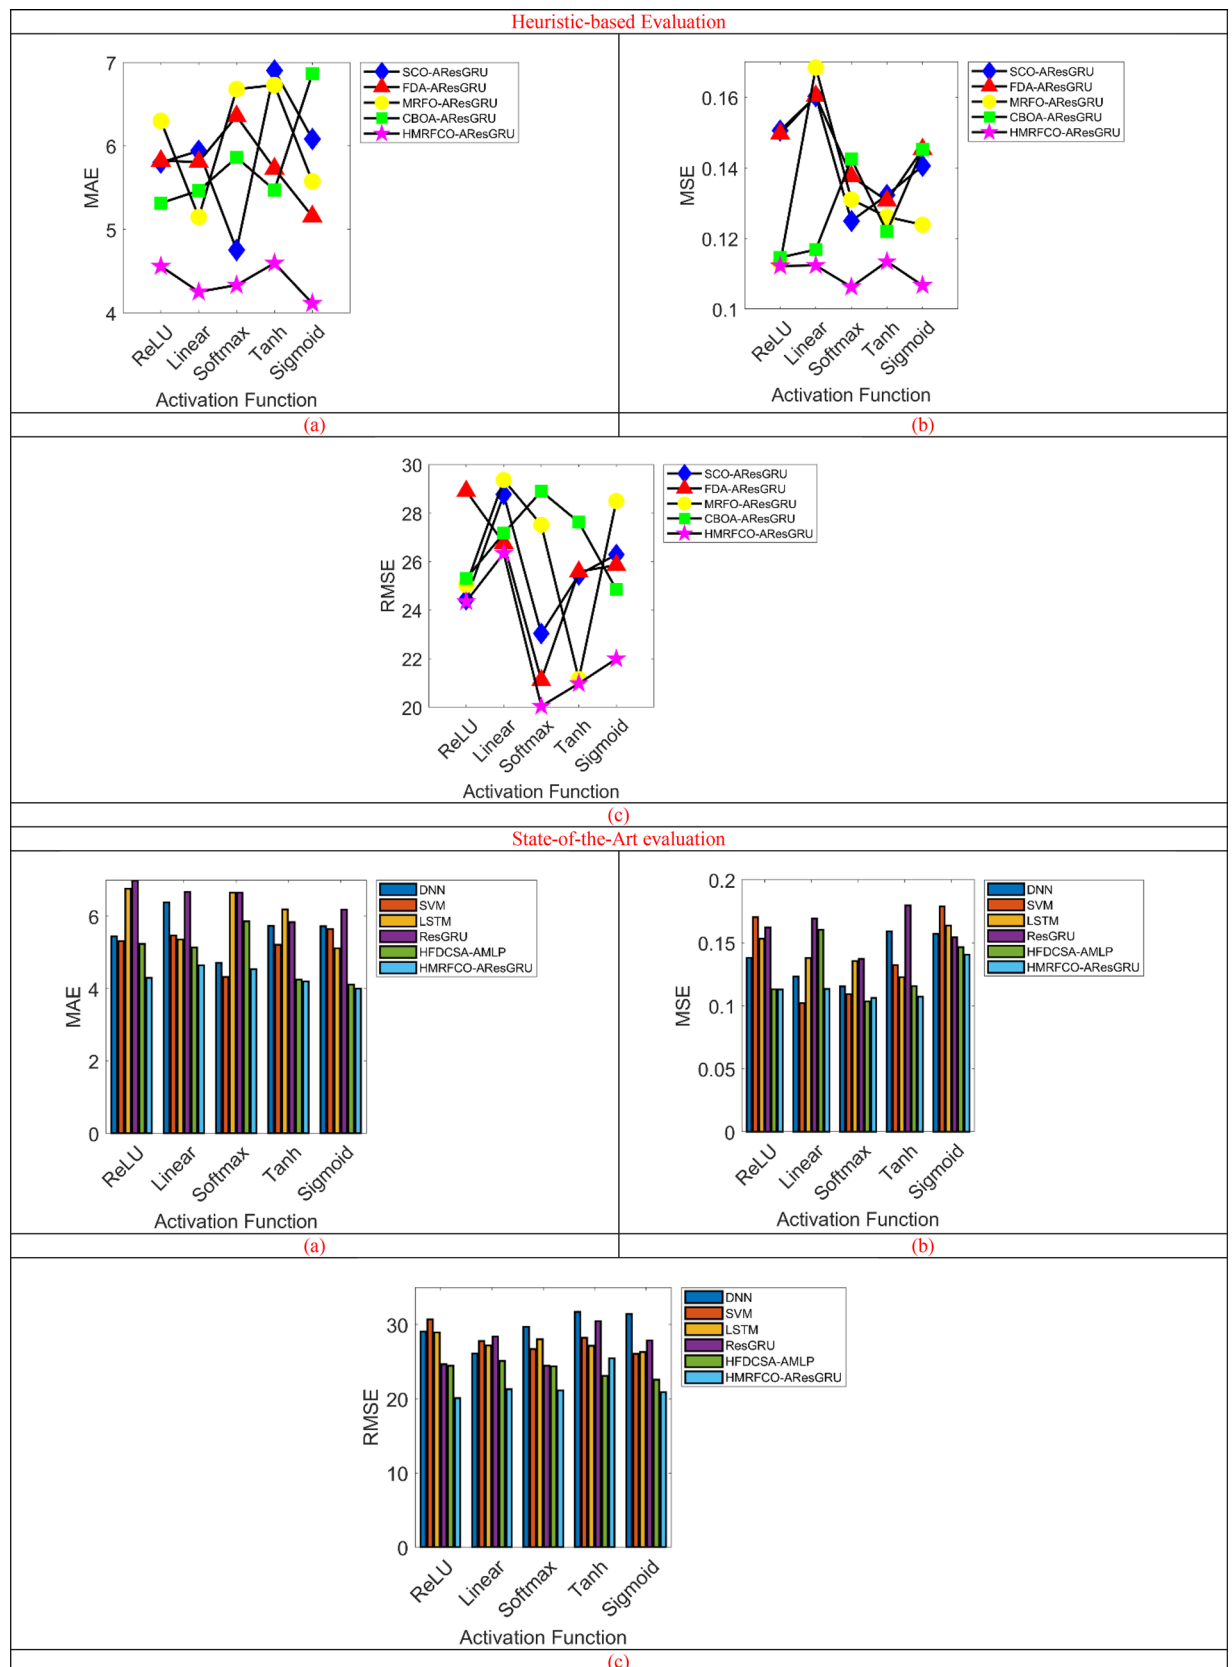 Heuristic-based Evaluation
7
6
5
4
MAE
ReLU
Linear
Softmax
Tanh
Sigmoid
Activation Function
SCO-AResGRU
FDA-AResGRU
MRFO-AResGRU
CBOA-AResGRU
HMRFCO-AResGRU
0.16
0.14
0.12
0.1
MSE
ReLU
Linear
Softmax
Tanh
Sigmoid
Activation Function
SCO-AResGRU
FDA-AResGRU
MRFO-AResGRU
CBOA-AResGRU
HMRFCO-AResGRU
(a)
(b)
30
28
26
24
22
20
RMSE
ReLU
Linear
Softmax
Tanh
Sigmoid
Activation Function
SCO-AResGRU
FDA-AResGRU
MRFO-AResGRU
CBOA-AResGRU
HMRFCO-AResGRU
(c)
State-of-the-Art evaluation
6
4
2
0
MAE
ReLU
Linear
Softmax
Tanh
Sigmoid
Activation Function
DNN
SVM
LSTM
ResGRU
HFDCSA-AMLP
HMRFCO-AResGRU
0.2
0.15
0.1
0.05
0
MSE
ReLU
Linear
Softmax
Tanh
Sigmoid
Activation Function
DNN
SVM
LSTM
ResGRU
HFDCSA-AMLP
HMRFCO-AResGRU
(a)
(b)
30
20
10
0
RMSE
ReLU
Linear
Softmax
Tanh
Sigmoid
Activation Function
DNN
SVM
LSTM
ResGRU
HFDCSA-AMLP
HMRFCO-AResGRU
(c)